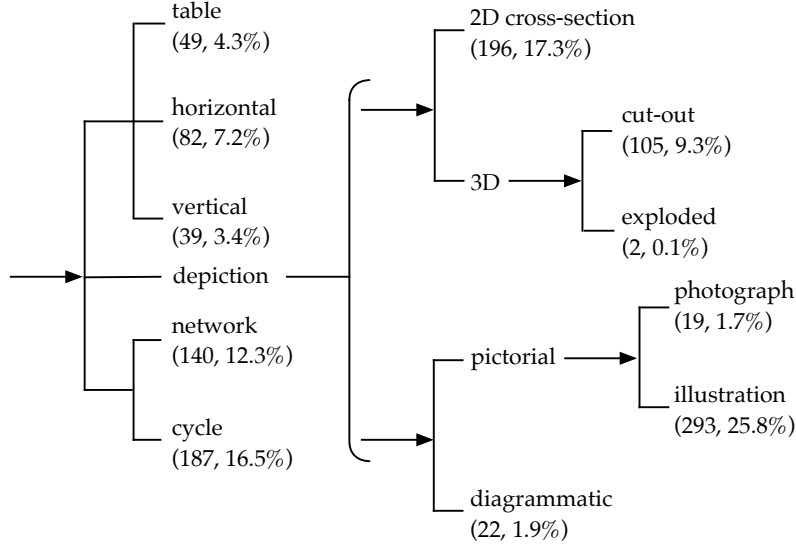 table
(49, 4.3%)
horizontal
(82, 7.2%)
vertical
(39, 3.4%)
depiction
network
(140, 12.3%)
cycle
(187, 16.5%)
2D cross-section
(196, 17.3%)
3D
cut-out
(105, 9.3%)
exploded
(2, 0.1%)
pictorial
photograph
(19, 1.7%)
illustration
(293, 25.8%)
diagrammatic
(22, 1.9%)